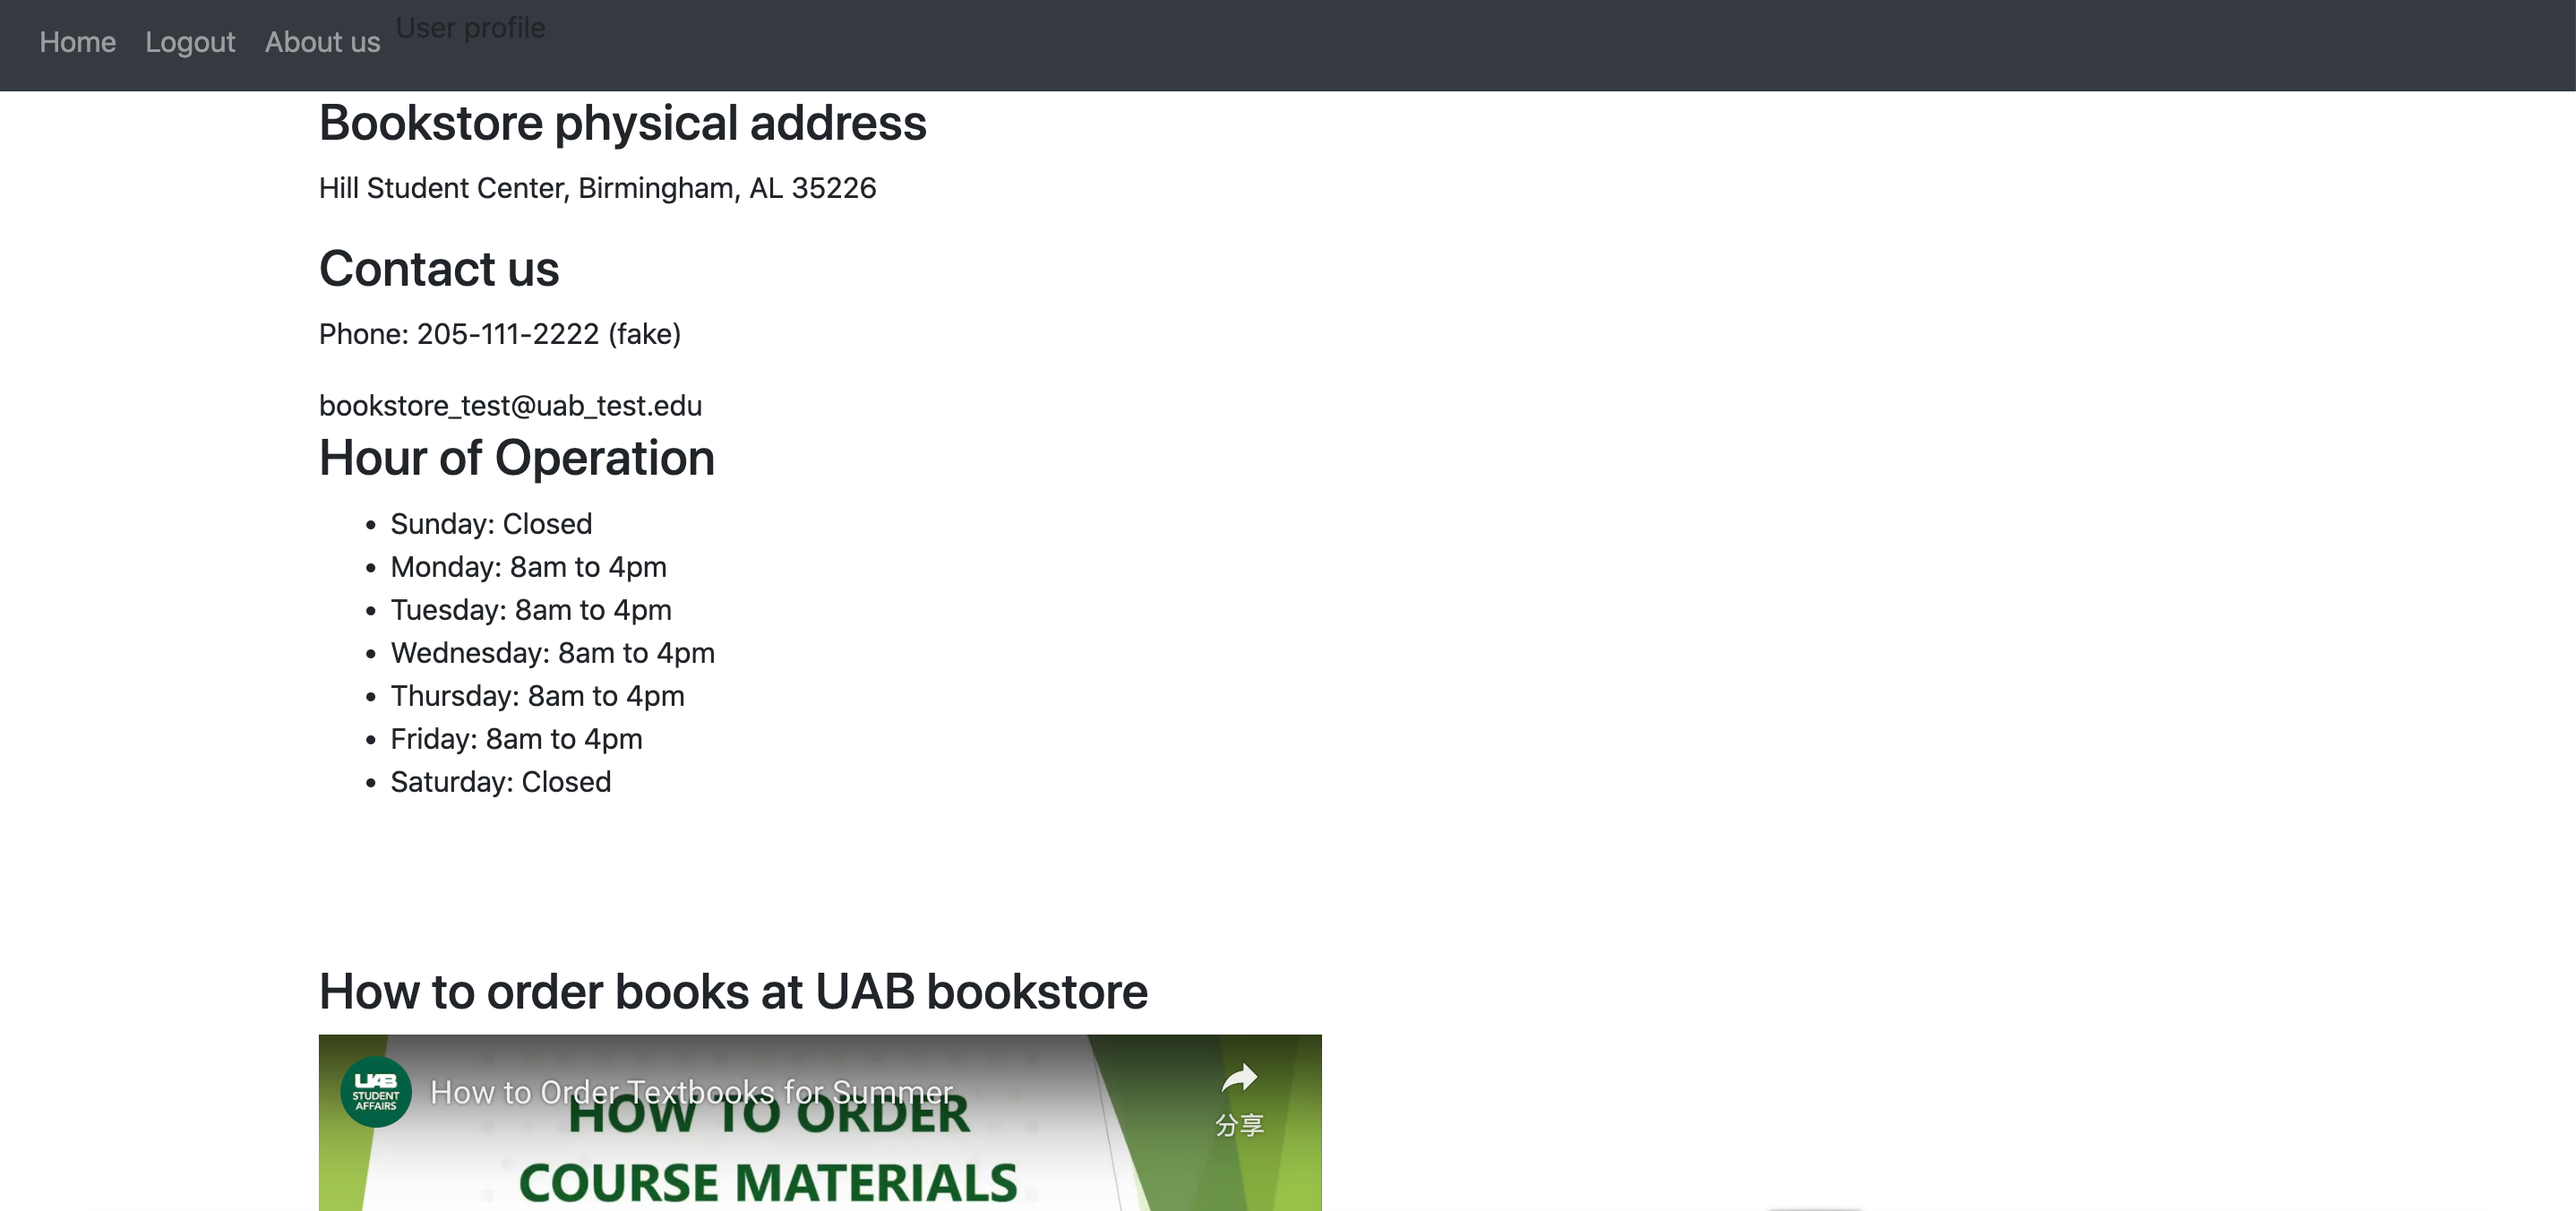 Home Logout About us User profile
Bookstore physical address
Hill Student Center, Birmingham, AL 35226
Contact us
Phone: 205-111-2222 (fake)
bookstore_test@uab_test.edu
Hour of Operation
• Sunday: Closed
• Monday: 8am to 4pm
• Tuesday: 8am to 4pm
• Wednesday: 8am to 4pm
• Thursday: 8am to 4pm
• Friday: 8am to 4pm
• Saturday: Closed
How to order books at UAB bookstore
UAB
STUDENT
AFFAIRS
How to Order Textbooks for Summer
分享
HOW TO ORDER
COURSE MATERIALS